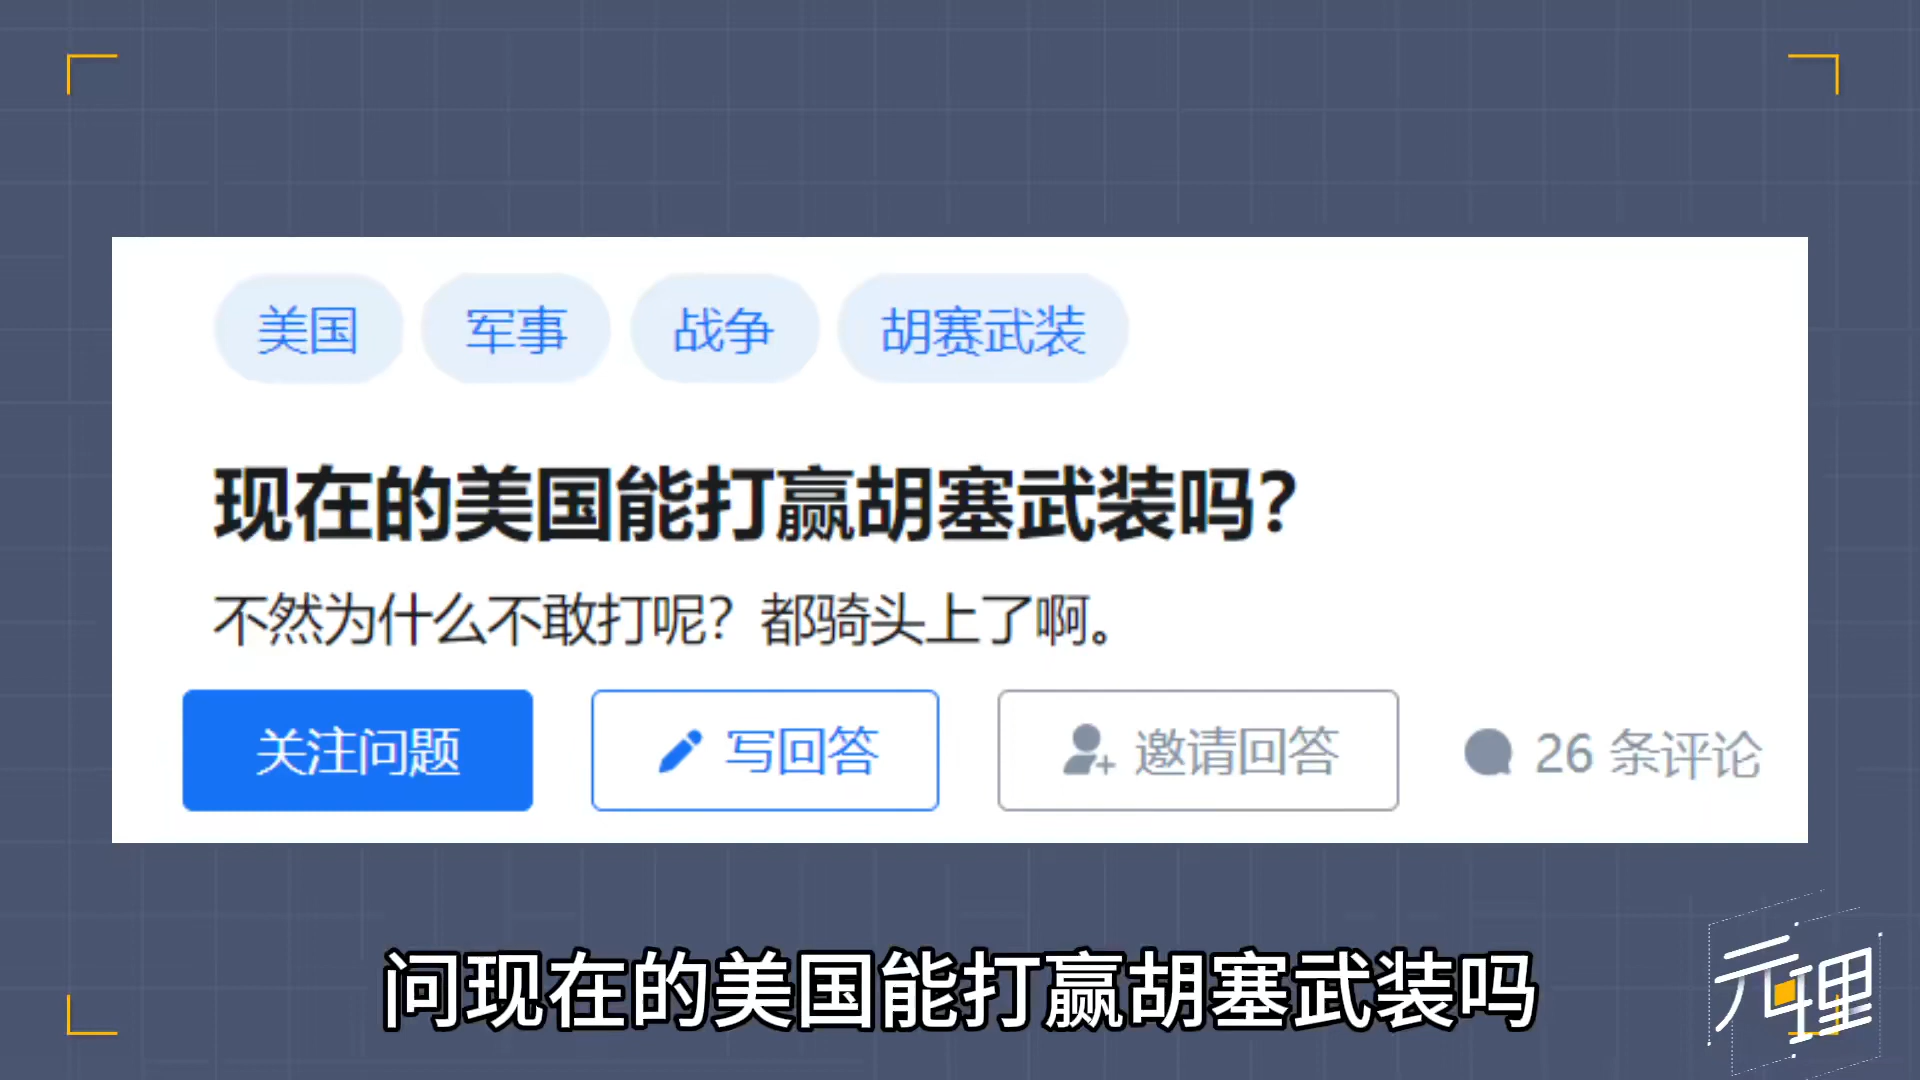 美国 军事 战争 胡赛武装
现在的美国能打赢胡塞武装吗?
不然为什么不敢打呢？都骑头上了啊。
关注问题 写回答 邀请回答 26 条评论
问现在的美国能打赢胡塞武装吗
元理